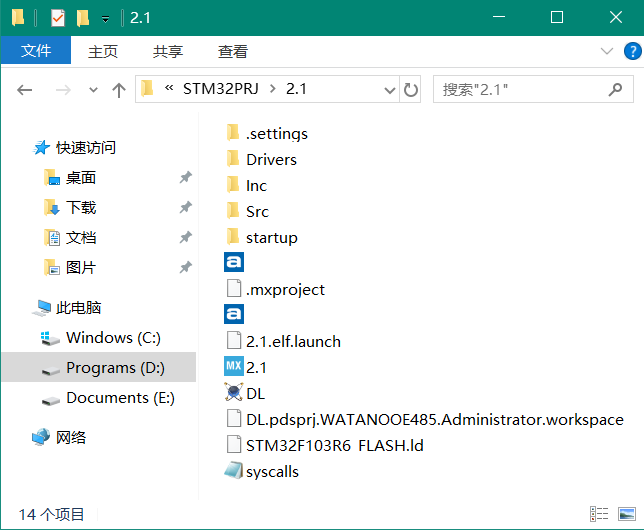 2.1
文件 主页 共享 查看
« STM32PRJ > 2.1 搜索"2.1"
快速访问
桌面
下载
文档
图片
此电脑
Windows (C:)
Programs (D:)
Documents (E:)
网络
.settings
Drivers
Inc
Src
startup
a
.mxproject
a
2.1.elf.launch
MX 2.1
DL
DL.pdsprj.WATANOOE485.Administrator.workspace
STM32F103R6_FLASH.ld
syscalls
14 个项目